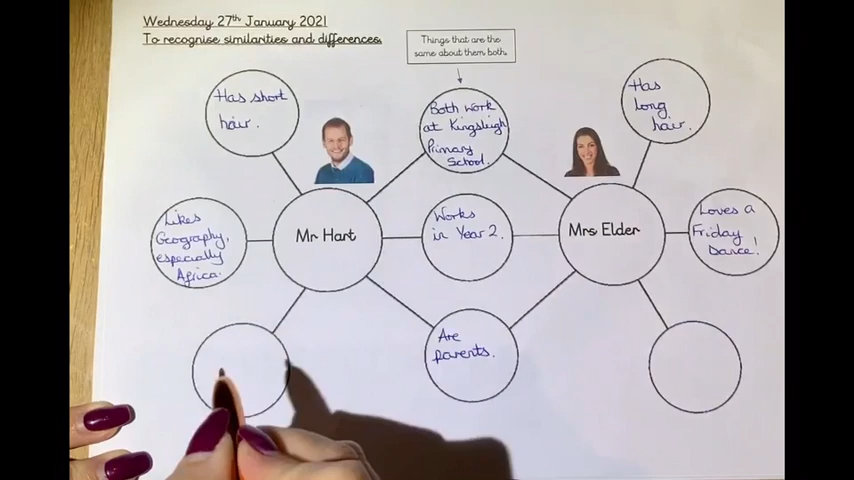 Wednesday 27th January 2021
To recognise similarities and differences.
Things that are the
same about them both.
Has short
hair.
Both work
at Kingsleigh
Primary
School.
Has
long
hair.
Likes
Geography,
especially
Africa.
Mr Hart
Works
in Year 2.
Mrs Elder
Loves a
Friday
Dance!
Are
parents.